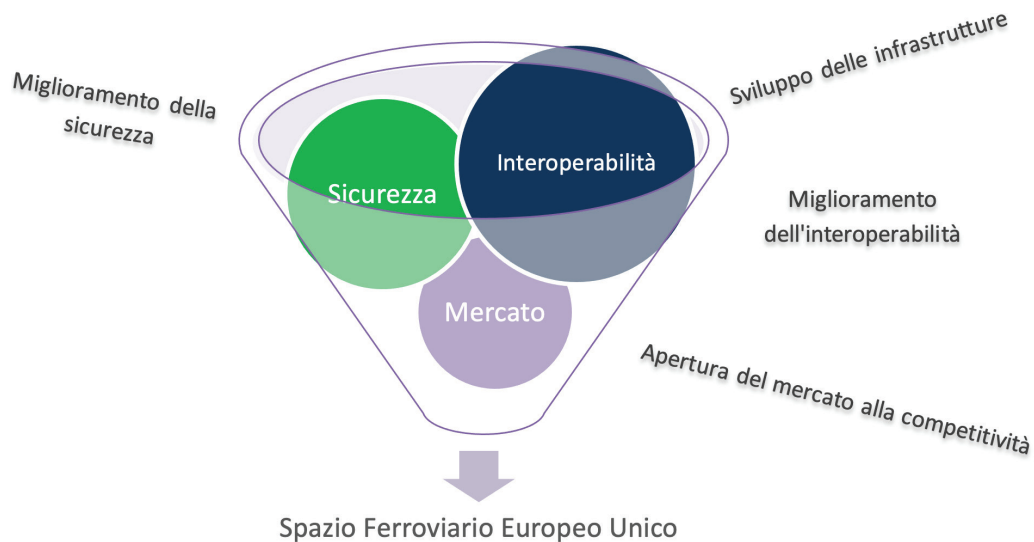 Miglioramento della
sicurezza
Sviluppo delle infrastrutture
Sicurezza
Interoperabilità
Miglioramento
dell'interoperabilità
Mercato
Apertura del mercato alla competitività
Spazio Ferroviario Europeo Unico